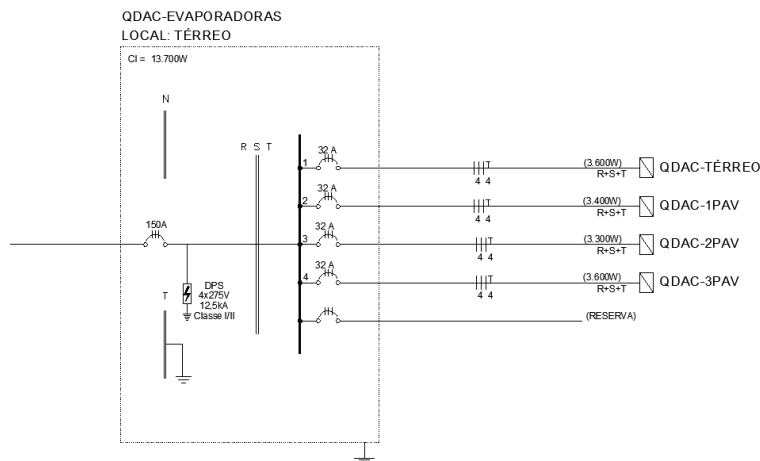 QDAC-EVAPORADORAS
LOCAL: TÉRREO
CI = 13.700W
N
R S T
150A
T
DPS
4x275V
12,5kA
Classe I/II
1
32 A
T
4 4
(3.600W)
R+S+T
QDAC-TÉRREO
2
32 A
T
4 4
(3.400W)
R+S+T
QDAC-1PAV
3
32 A
T
4 4
(3.300W)
R+S+T
QDAC-2PAV
4
32 A
T
4 4
(3.600W)
R+S+T
QDAC-3PAV
(RESERVA)